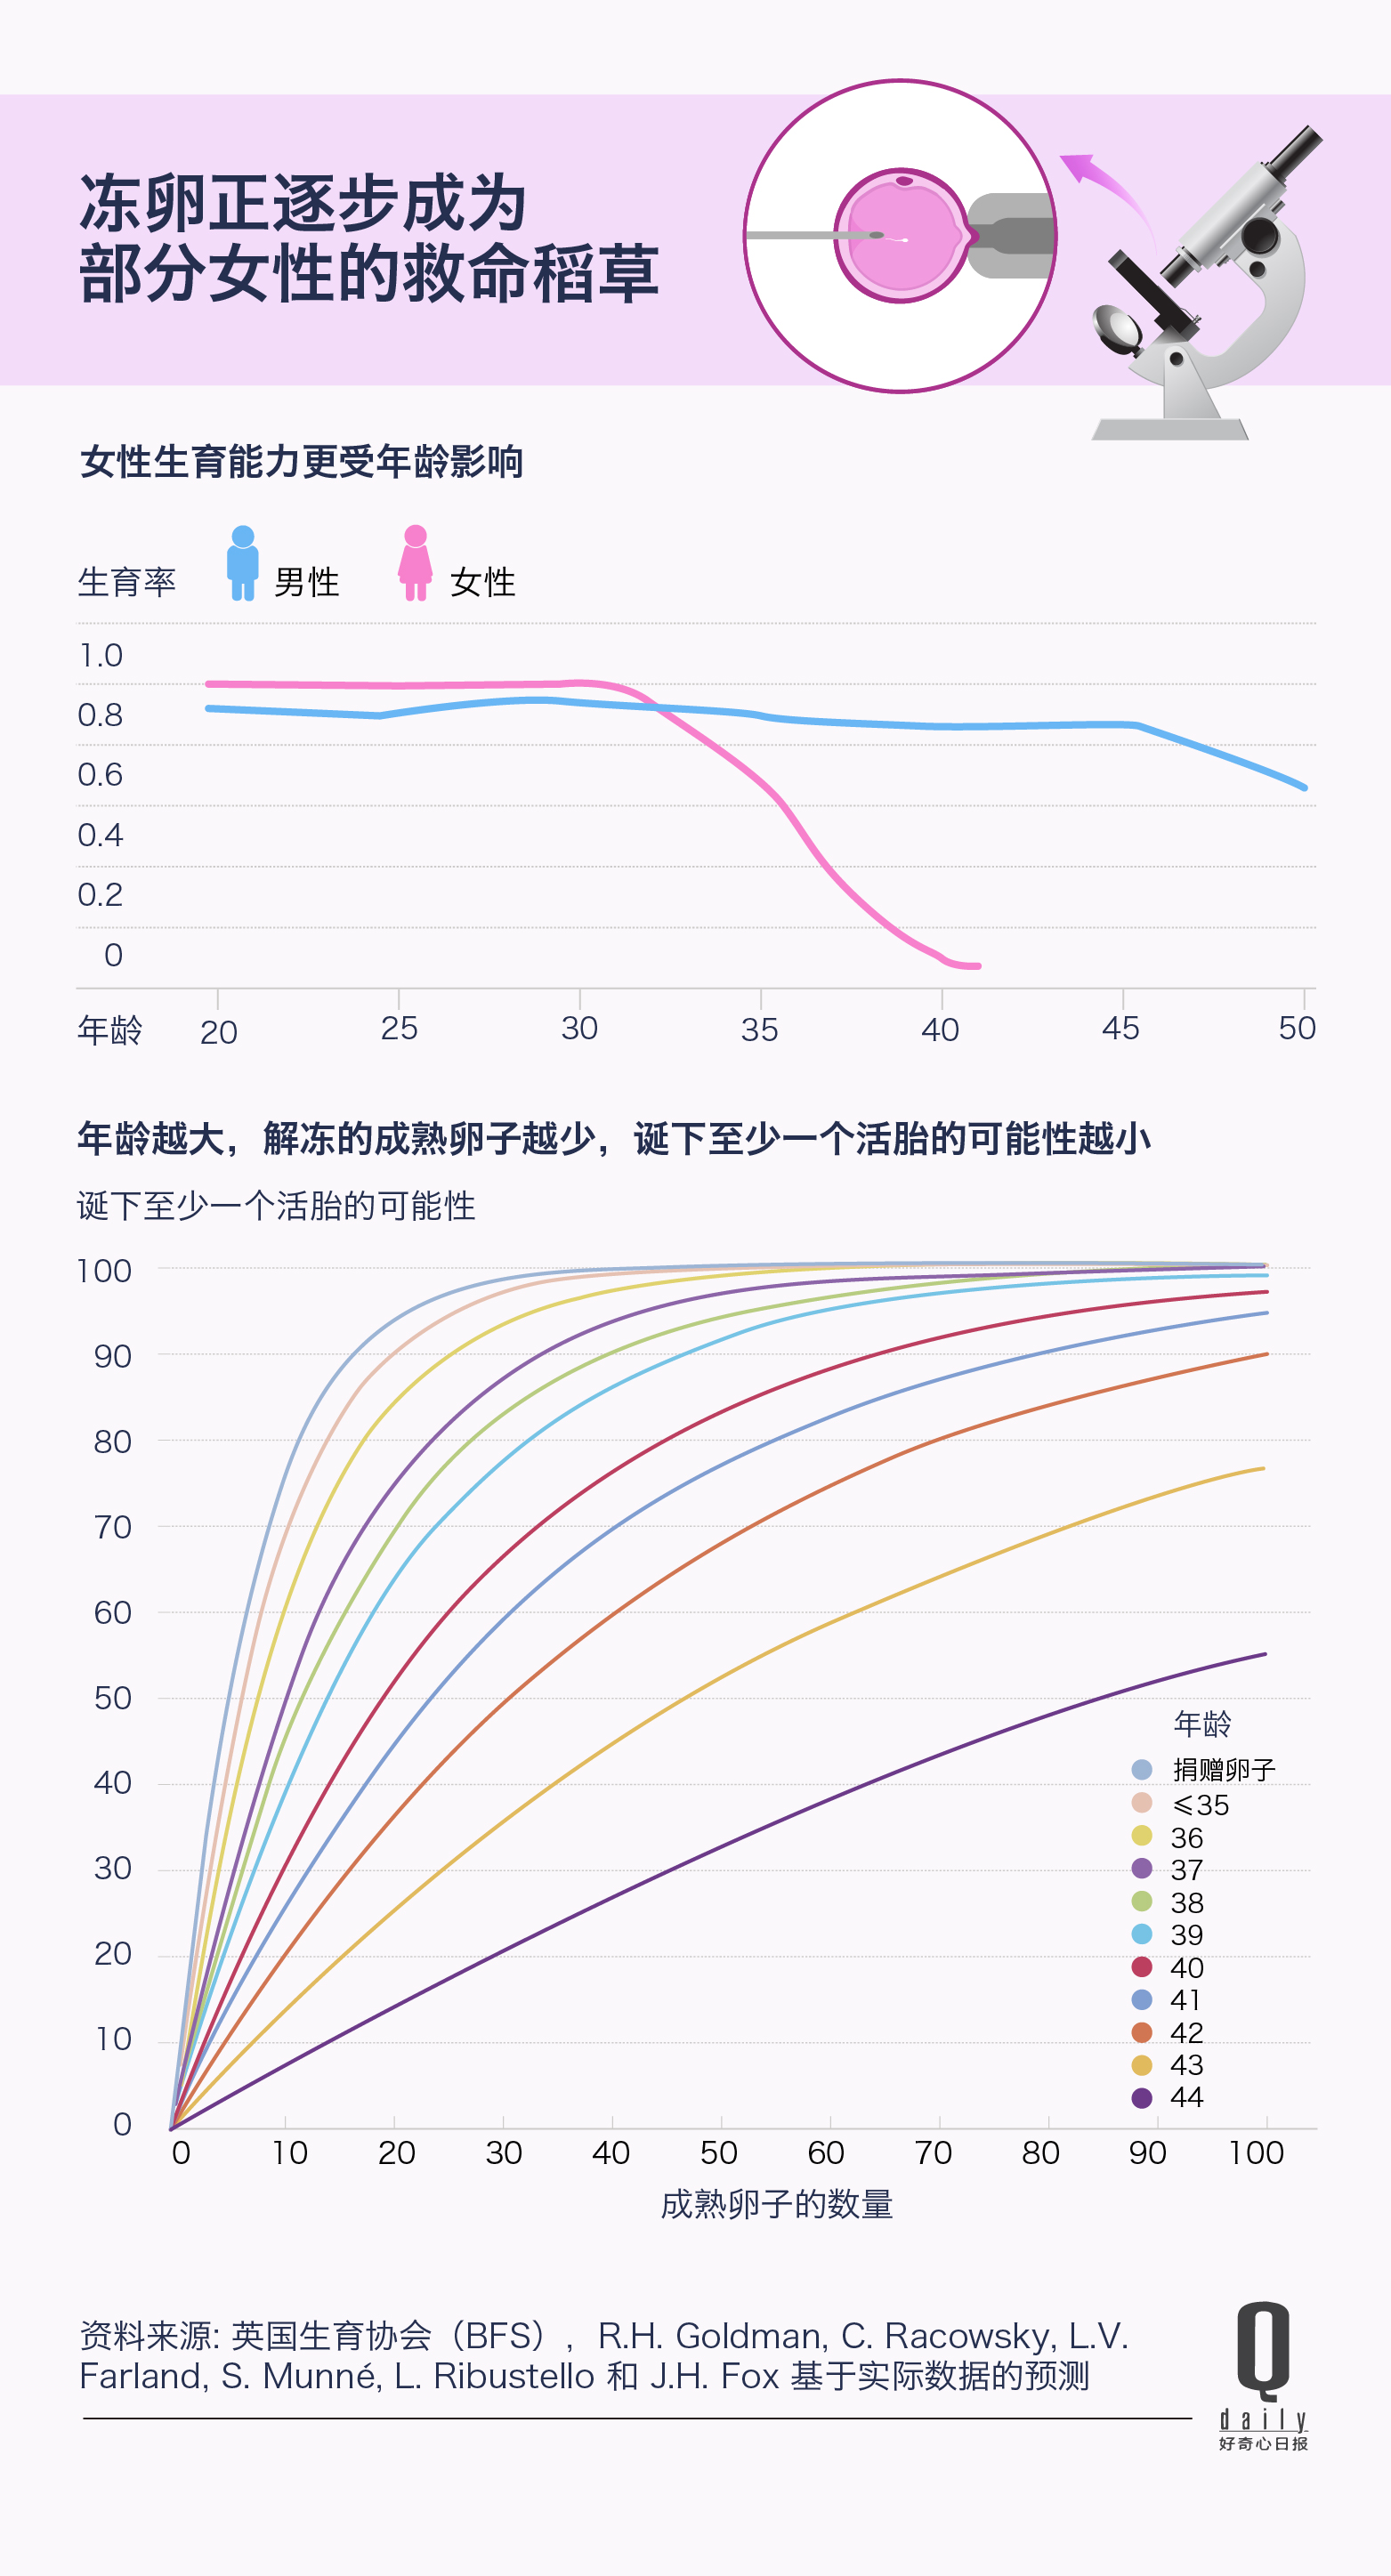 冻卵正逐步成为
部分女性的救命稻草
女性生育能力更受年龄影响
生育率 男性 女性
1.0
0.8
0.6
0.4
0.2
0
年龄 20 25 30 35 40 45 50
年龄越大，解冻的成熟卵子越少，诞下至少一个活胎的可能性越小
诞下至少一个活胎的可能性
100
90
80
70
60
50
40
30
20
10
0
年龄
捐赠卵子
≤35
36
37
38
39
40
41
42
43
44
0 10 20 30 40 50 60 70 80 90 100
成熟卵子的数量
资料来源: 英国生育协会（BFS）, R.H. Goldman, C. Racowsky, L.V.
Farland, S. Munné, L. Ribustello 和 J.H. Fox 基于实际数据的预测
Q
daily
好奇心日报